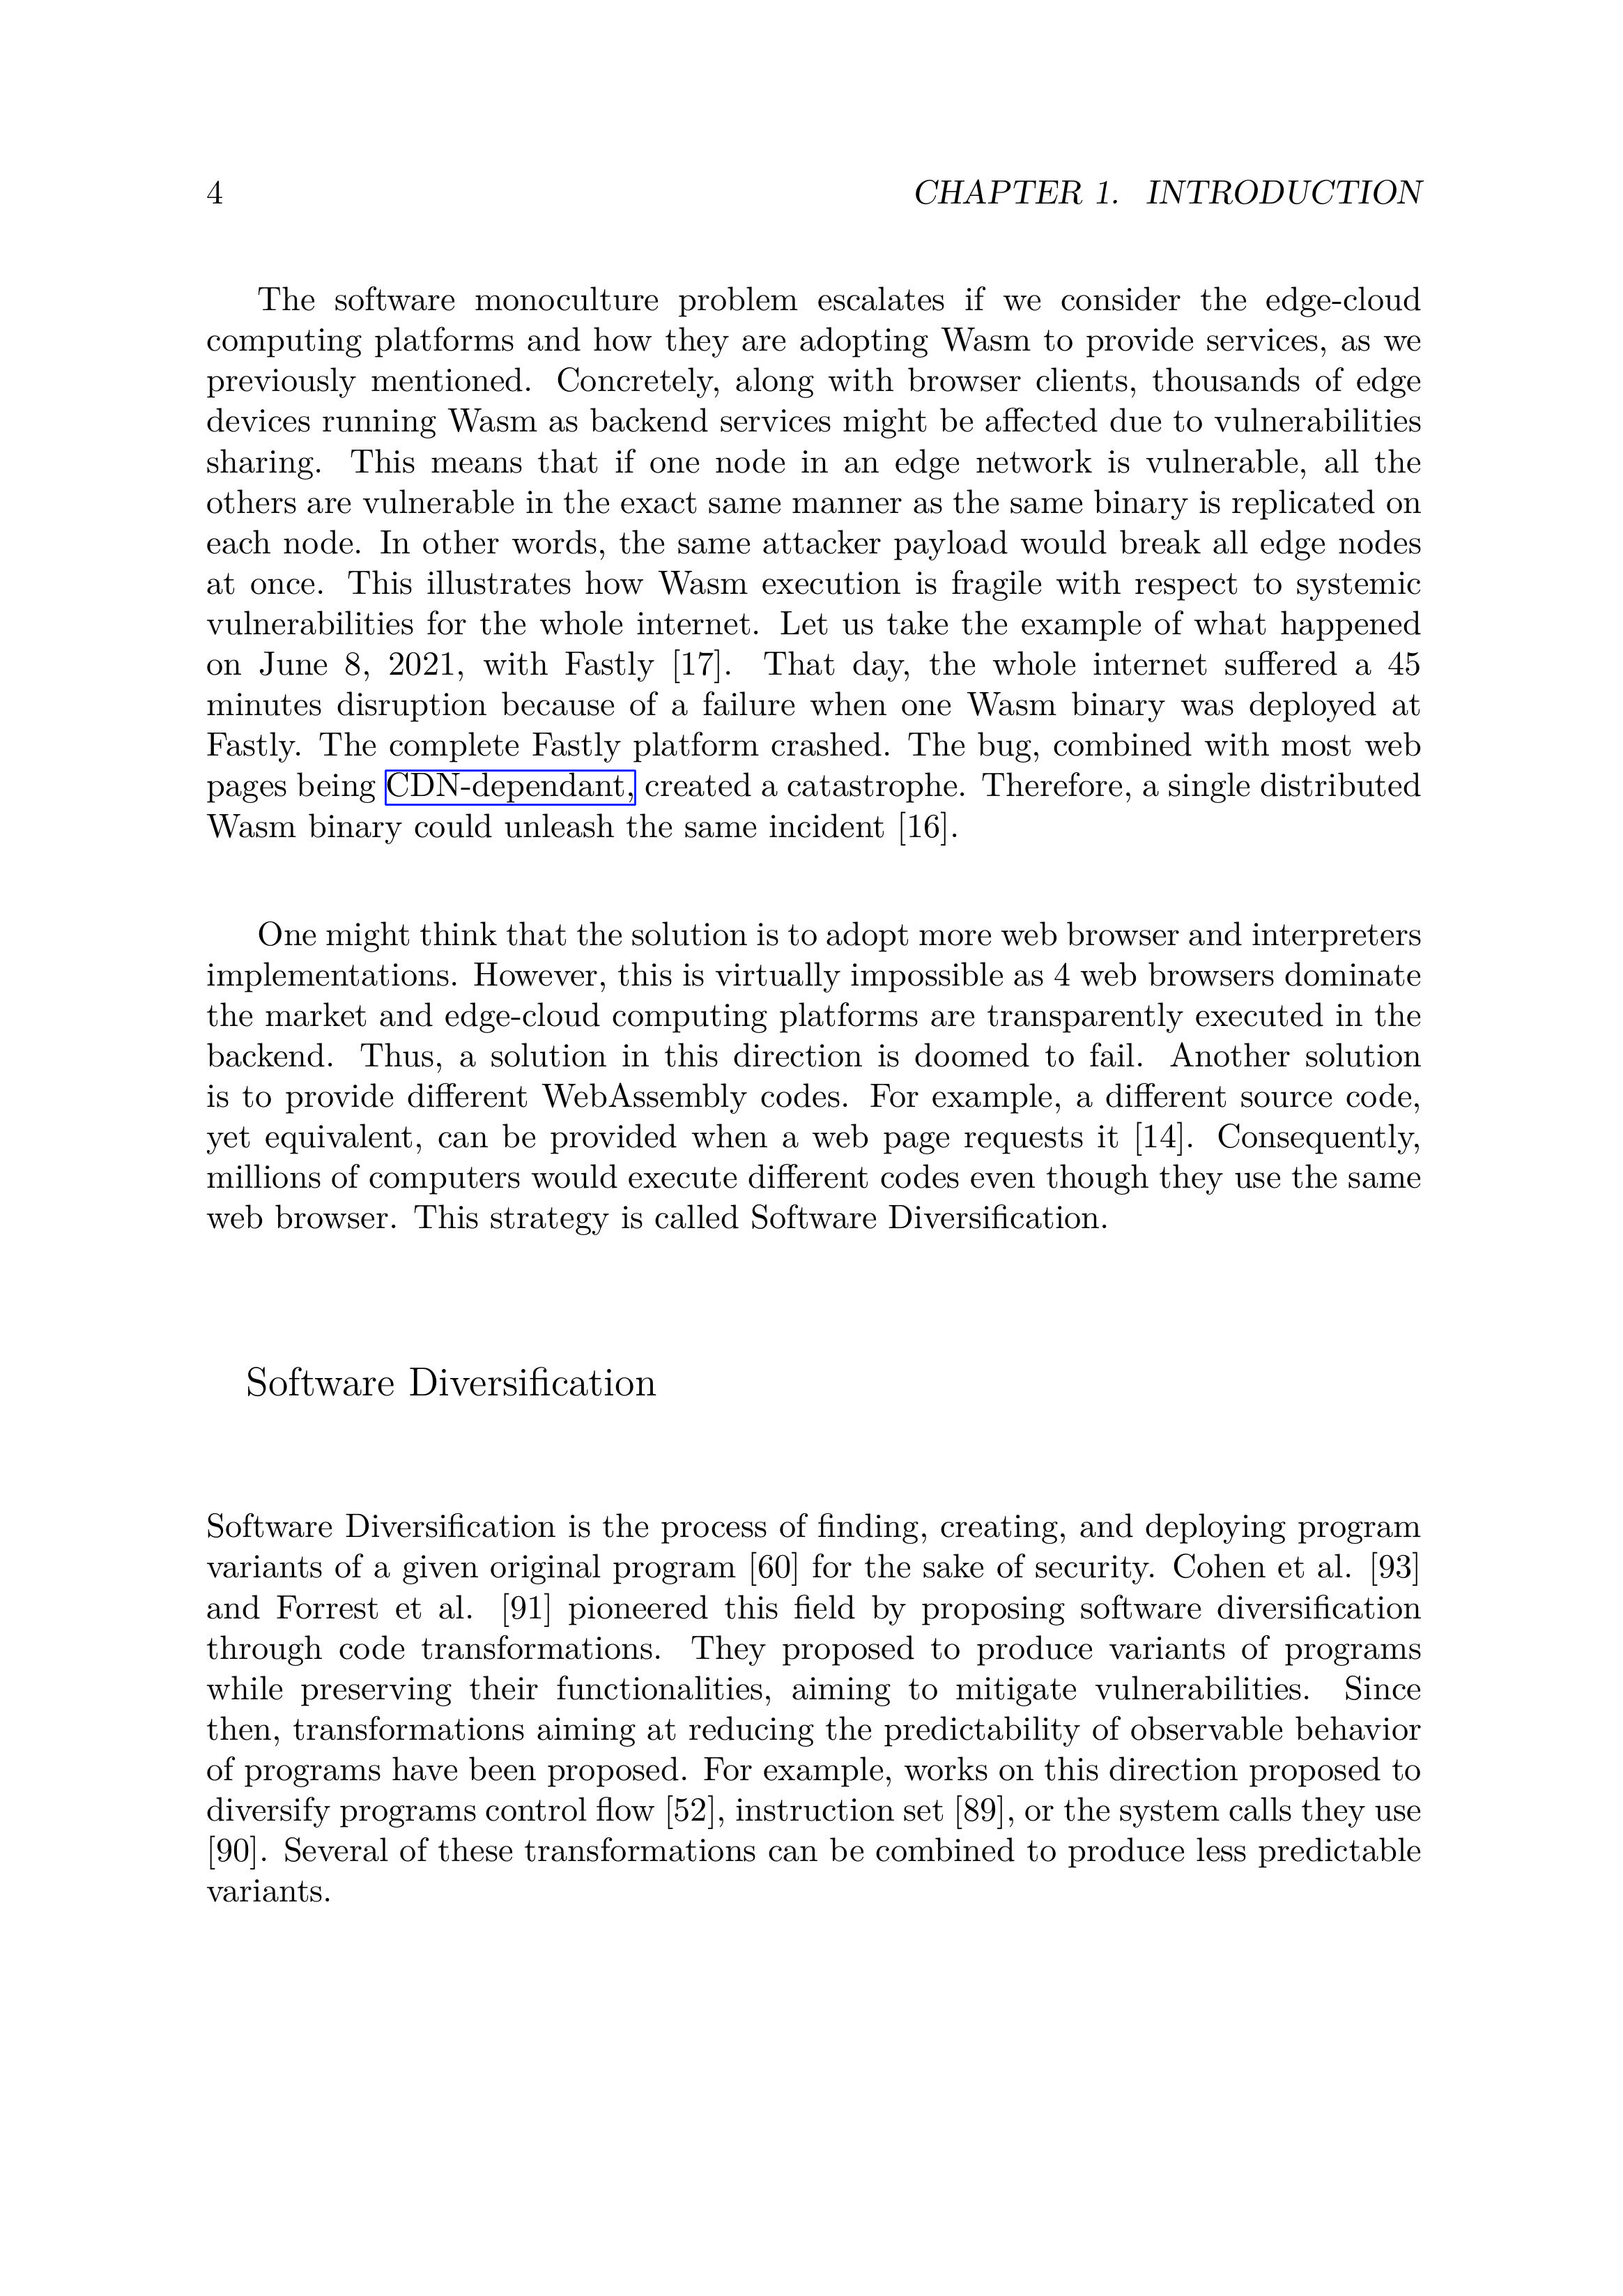 4 CHAPTER 1. INTRODUCTION
The software monoculture problem escalates if we consider the edge-cloud
computing platforms and how they are adopting Wasm to provide services, as we
previously mentioned. Concretely, along with browser clients, thousands of edge
devices running Wasm as backend services might be affected due to vulnerabilities
sharing. This means that if one node in an edge network is vulnerable, all the
others are vulnerable in the exact same manner as the same binary is replicated on
each node. In other words, the same attacker payload would break all edge nodes
at once. This illustrates how Wasm execution is fragile with respect to systemic
vulnerabilities for the whole internet. Let us take the example of what happened
on June 8, 2021, with Fastly [17]. That day, the whole internet suffered a 45
minutes disruption because of a failure when one Wasm binary was deployed at
Fastly. The complete Fastly platform crashed. The bug, combined with most web
pages being CDN-dependant, created a catastrophe. Therefore, a single distributed
Wasm binary could unleash the same incident [16].
One might think that the solution is to adopt more web browser and interpreters
implementations. However, this is virtually impossible as 4 web browsers dominate
the market and edge-cloud computing platforms are transparently executed in the
backend. Thus, a solution in this direction is doomed to fail. Another solution
is to provide different WebAssembly codes. For example, a different source code,
yet equivalent, can be provided when a web page requests it [14]. Consequently,
millions of computers would execute different codes even though they use the same
web browser. This strategy is called Software Diversification.
Software Diversification
Software Diversification is the process of finding, creating, and deploying program
variants of a given original program [60] for the sake of security. Cohen et al. [93]
and Forrest et al. [91] pioneered this field by proposing software diversification
through code transformations. They proposed to produce variants of programs
while preserving their functionalities, aiming to mitigate vulnerabilities. Since
then, transformations aiming at reducing the predictability of observable behavior
of programs have been proposed. For example, works on this direction proposed to
diversify programs control flow [52], instruction set [89], or the system calls they use
[90]. Several of these transformations can be combined to produce less predictable
variants.